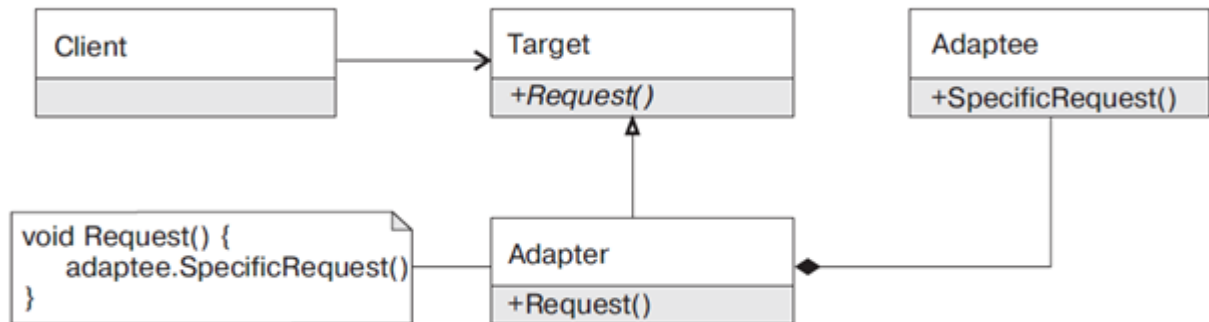 Client
Target
+Request()
Adaptee
+SpecificRequest()
void Request() {
adaptee.SpecificRequest()
}
Adapter
+Request()